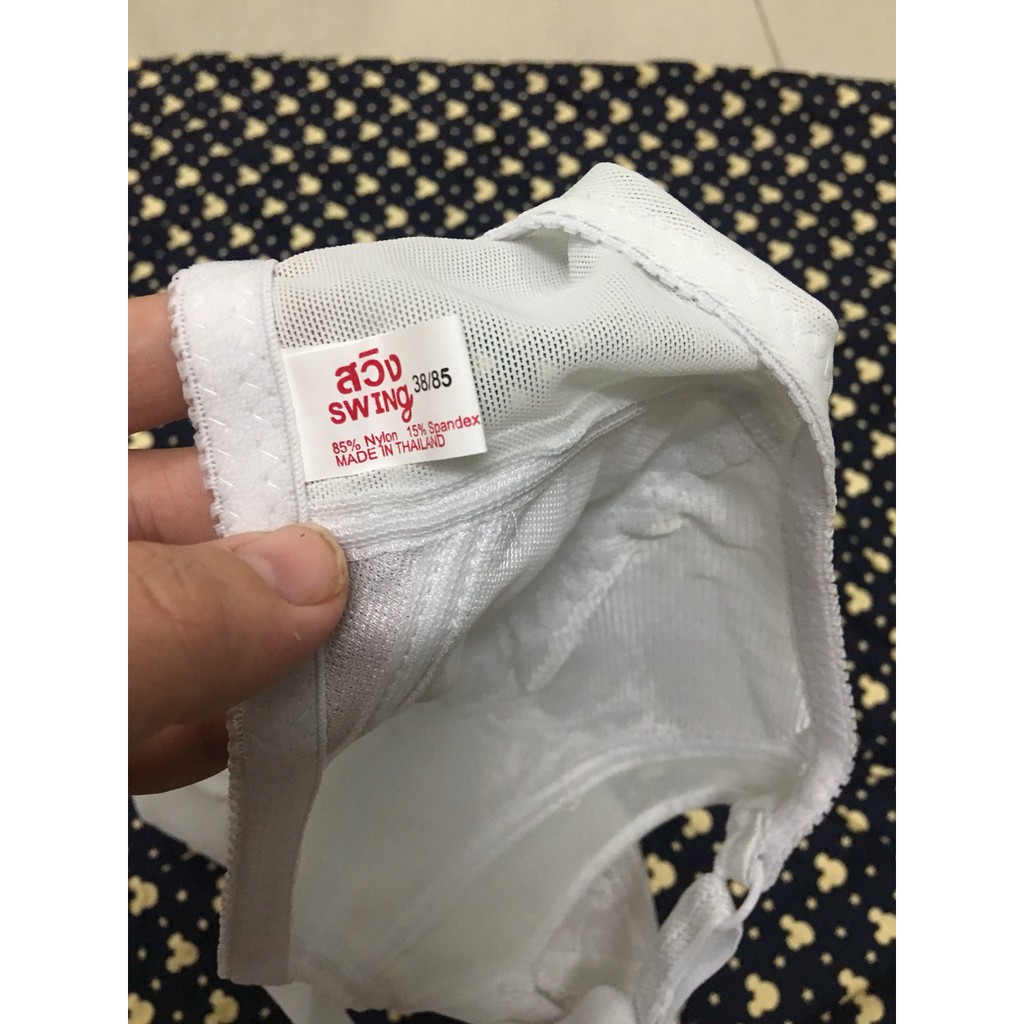 สวิง
SWING 38/85
85% Nylon 15% Spandex
MADE IN THAILAND